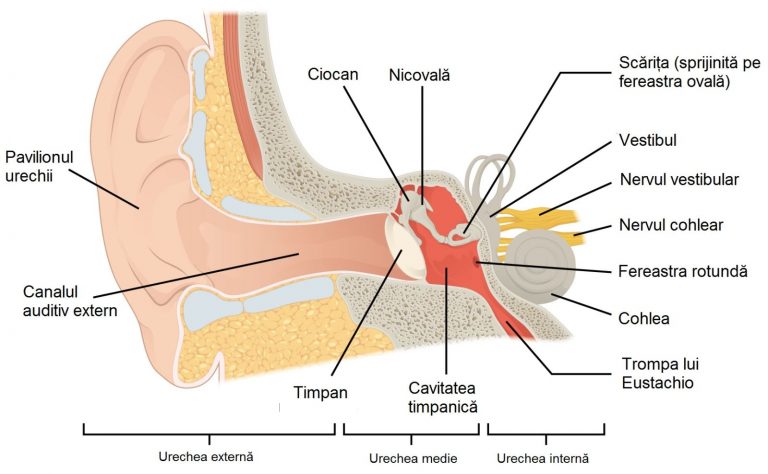 Ciocan
Nicovală
Scărița (sprijinită pe
fereastra ovală)
Vestibul
Nervul vestibular
Nervul cohlear
Fereastra rotundă
Cohlea
Trompa lui
Eustachio
Pavilionul
urechii
Canalul
auditiv extern
Timpan
Cavitatea
timpanică
Urechea externă
Urechea medie
Urechea internă